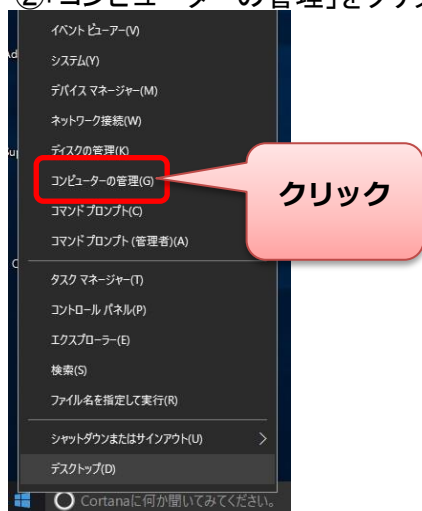 ②「コンピューターの管理」をクリッ
イベント ビューアー(V)
システム(Y)
デバイス マネージャー(M)
ネットワーク接続(W)
ディスクの管理(K)
コンピューターの管理(G)
クリック
コマンド プロンプト(C)
コマンド プロンプト (管理者)(A)
タスク マネージャー(T)
コントロール パネル(P)
エクスプローラー(E)
検索(S)
ファイル名を指定して実行(R)
シャットダウンまたはサインアウト(U)
デスクトップ(D)
Cortanaに何か聞いてみてください。